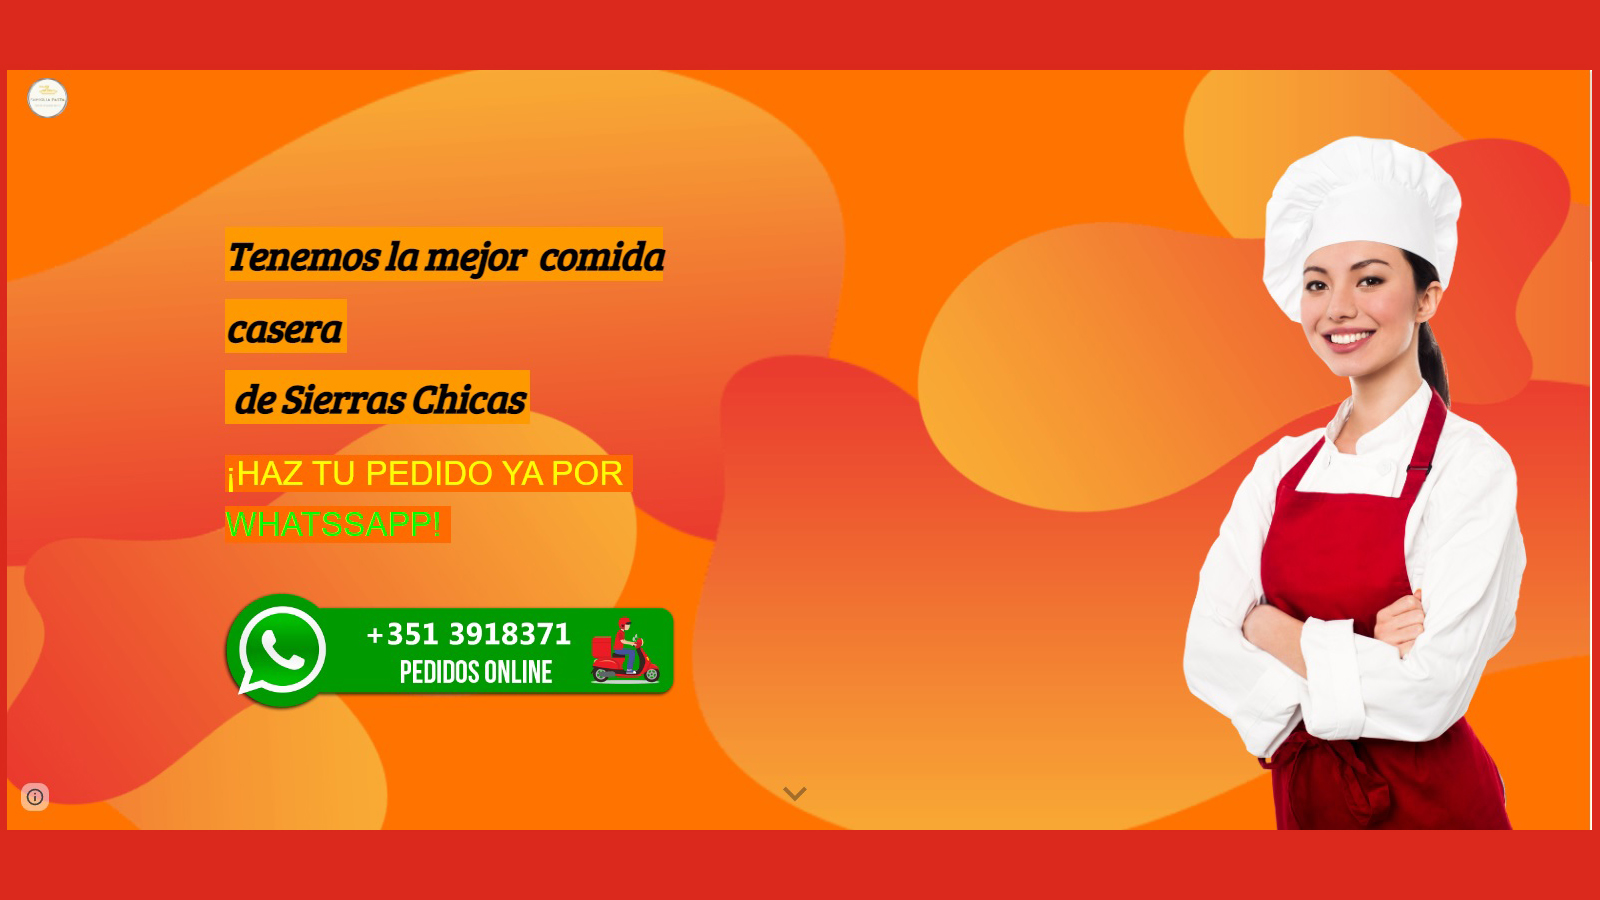 Tenemos la mejor comida
casera
de Sierras Chicas
¡HAZ TU PEDIDO YA POR
WHATSSAPP!
+351 3918371
PEDIDOS ONLINE